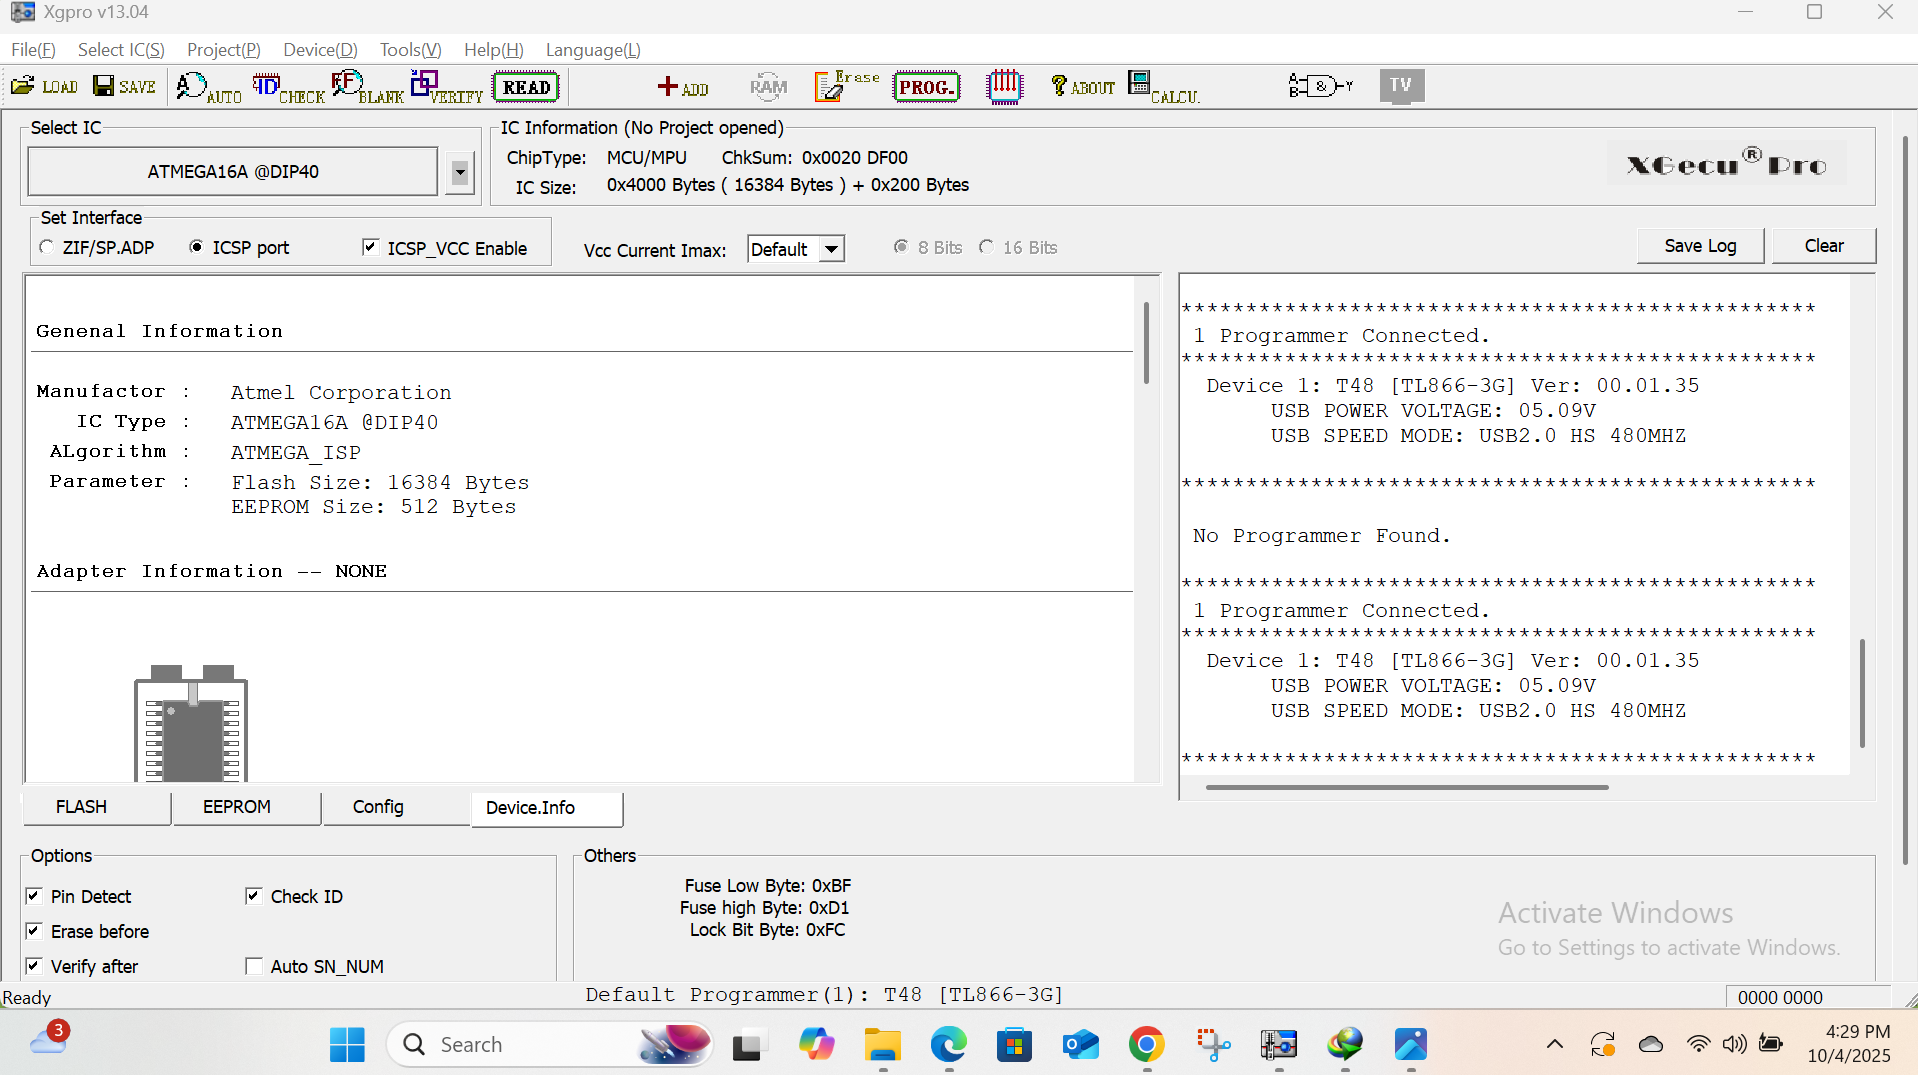 Xgpro v13.04
File(F) Select IC(S) Project(P) Device(D) Tools(V) Help(H) Language(L)
LOAD SAVE AUTO CHECK BLANK VERIFY READ ADD RAM Erase PROG. ABOUT CALCU. A B & Y TV
Select IC
ATMEGA16A @DIP40
IC Information (No Project opened)
ChipType: MCU/MPU ChkSum: 0x0020 DF00
IC Size: 0x4000 Bytes ( 16384 Bytes ) + 0x200 Bytes
XGecu® Pro
Set Interface
ZIF/SP.ADP ICSP port ICSP_VCC Enable Vcc Current Imax: Default 8 Bits 16 Bits
Save Log Clear
Genenal Information
Manufactor : Atmel Corporation
IC Type : ATMEGA16A @DIP40
ALgorithm : ATMEGA_ISP
Parameter : Flash Size: 16384 Bytes
EEPROM Size: 512 Bytes
Adapter Information -- NONE
*************************************************
1 Programmer Connected.
*************************************************
Device 1: T48 [TL866-3G] Ver: 00.01.35
USB POWER VOLTAGE: 05.09V
USB SPEED MODE: USB2.0 HS 480MHZ
*************************************************
No Programmer Found.
*************************************************
1 Programmer Connected.
*************************************************
Device 1: T48 [TL866-3G] Ver: 00.01.35
USB POWER VOLTAGE: 05.09V
USB SPEED MODE: USB2.0 HS 480MHZ
*************************************************
FLASH EEPROM Config Device.Info
Options
Pin Detect Check ID
Erase before
Verify after Auto SN_NUM
Others
Fuse Low Byte: 0xBF
Fuse high Byte: 0xD1
Lock Bit Byte: 0xFC
Activate Windows
Go to Settings to activate Windows.
Ready Default Programmer(1): T48 [TL866-3G] 0000 0000
3
Search
4:29 PM
10/4/2025